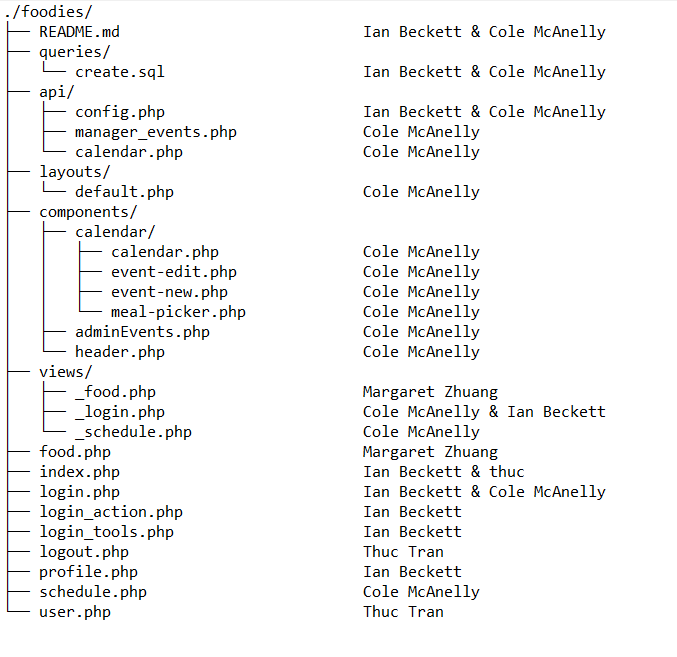 ./foodies/
├── README.md                           Ian Beckett & Cole McAnelly
├── queries/
│   └── create.sql                      Ian Beckett & Cole McAnelly
├── api/
│   ├── config.php                      Ian Beckett & Cole McAnelly
│   ├── manager_events.php              Cole McAnelly
│   └── calendar.php                    Cole McAnelly
├── layouts/
│   └── default.php                     Cole McAnelly
├── components/
│   ├── calendar/
│   │   ├── calendar.php                Cole McAnelly
│   │   ├── event-edit.php              Cole McAnelly
│   │   ├── event-new.php               Cole McAnelly
│   │   └── meal-picker.php             Cole McAnelly
│   ├── adminEvents.php                 Cole McAnelly
│   └── header.php                      Cole McAnelly
├── views/
│   ├── _food.php                       Margaret Zhuang
│   ├── _login.php                      Cole McAnelly & Ian Beckett
│   └── _schedule.php                   Cole McAnelly
├── food.php                            Margaret Zhuang
├── index.php                           Ian Beckett & thuc
├── login.php                           Ian Beckett & Cole McAnelly
├── login_action.php                    Ian Beckett
├── login_tools.php                     Ian Beckett
├── logout.php                          Thuc Tran
├── profile.php                         Ian Beckett
├── schedule.php                        Cole McAnelly
└── user.php                            Thuc Tran